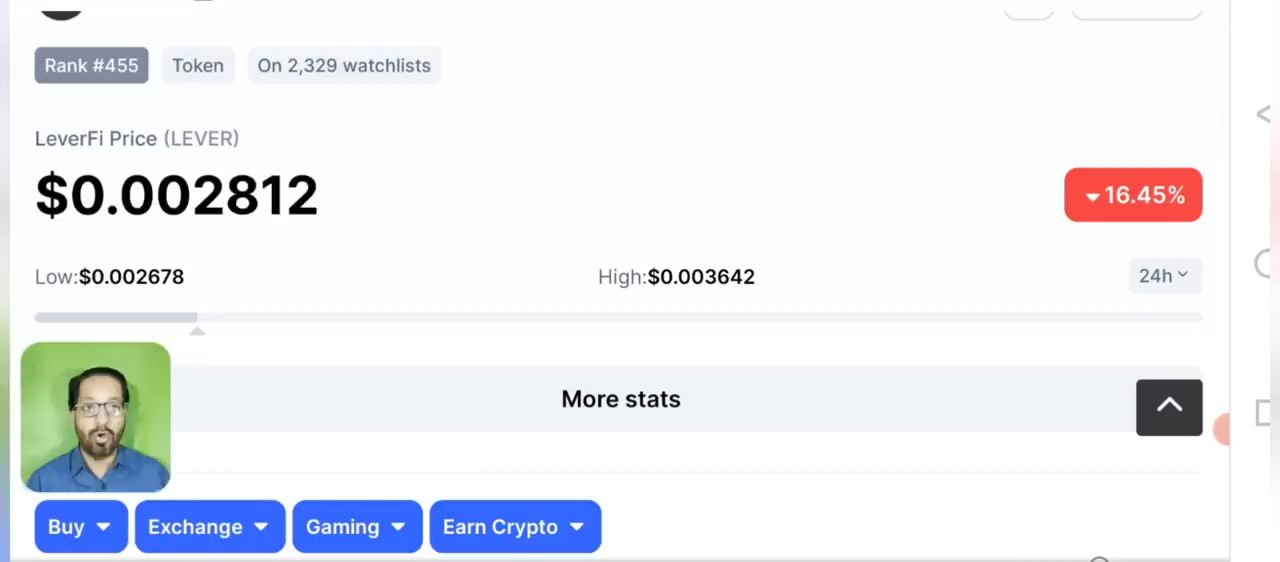 Rank #455 Token On 2,329 watchlists
LeverFi Price (LEVER)
$0.002812 16.45%
Low:$0.002678 High:$0.003642 24h
More stats
Buy Exchange Gaming Earn Crypto